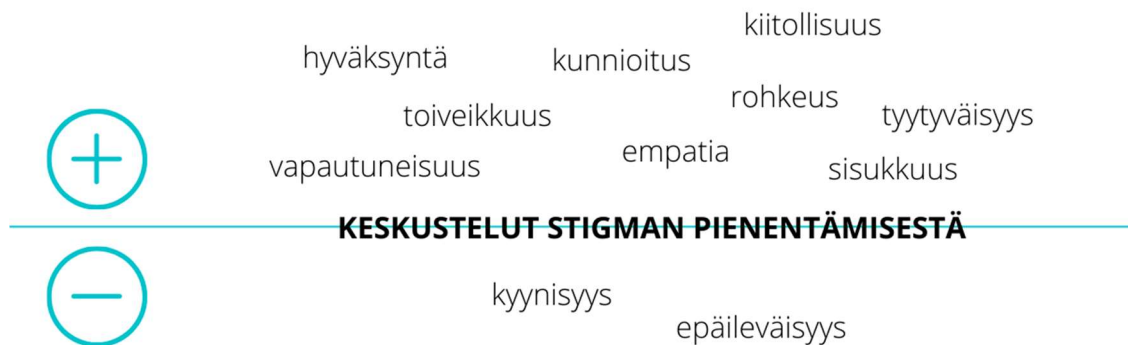 kiitollisuus
hyväksyntä
kunnioitus
rohkeus
toiveikkuus
tyytyväisyys
empatia
vapautuneisuus
sisukkuus
KESKUSTELUT STIGMAN PIENENTÄMISESTÄ
kyynisyys
epäileväisyys